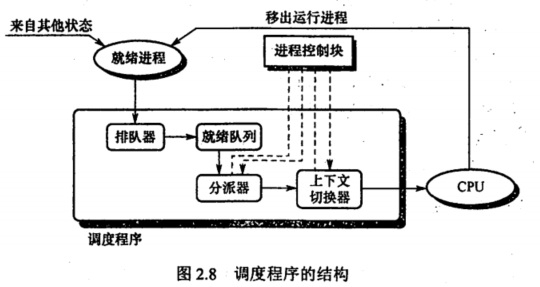 移出运行进程
来自其他状态
就绪进程
进程控制块
排队器
就绪队列
分派器
上下文
切换器
CPU
调度程序
图 2.8 调度程序的结构